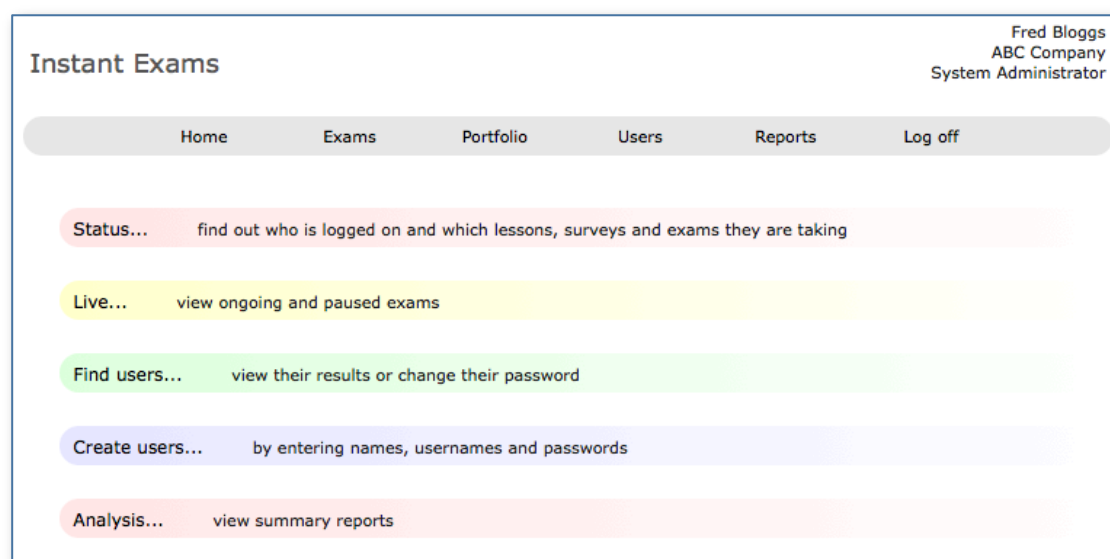 Fred Bloggs
ABC Company
System Administrator
Instant Exams
Home Exams Portfolio Users Reports Log off
Status... find out who is logged on and which lessons, surveys and exams they are taking
Live... view ongoing and paused exams
Find users... view their results or change their password
Create users... by entering names, usernames and passwords
Analysis... view summary reports